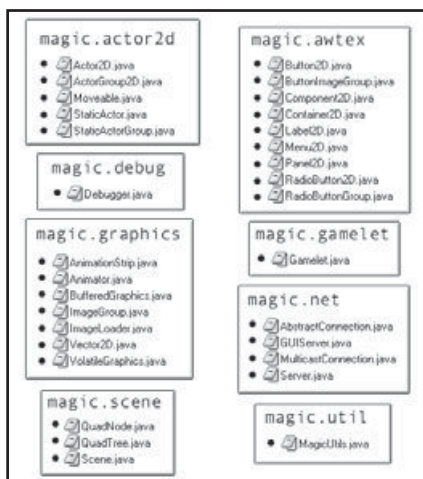 magic.actor2d
Actor2D.java
ActorGroup2D.java
Moveable.java
StaticActor.java
StaticActorGroup.java
magic.debug
Debugger.java
magic.graphics
AnimationStrip.java
Animator.java
BufferedGraphics.java
ImageGroup.java
ImageLoader.java
Vector2D.java
VolatileGraphics.java
magic.scene
QuadNode.java
QuadTree.java
Scene.java
magic.awtex
Button2D.java
ButtonImageGroup.java
Component2D.java
Container2D.java
Label2D.java
Menu2D.java
Panel2D.java
RadioButton2D.java
RadioButtonGroup.java
magic.gamelet
Gamelet.java
magic.net
AbstractConnection.java
GUIServer.java
MulticastConnection.java
Server.java
magic.util
MagicUtils.java